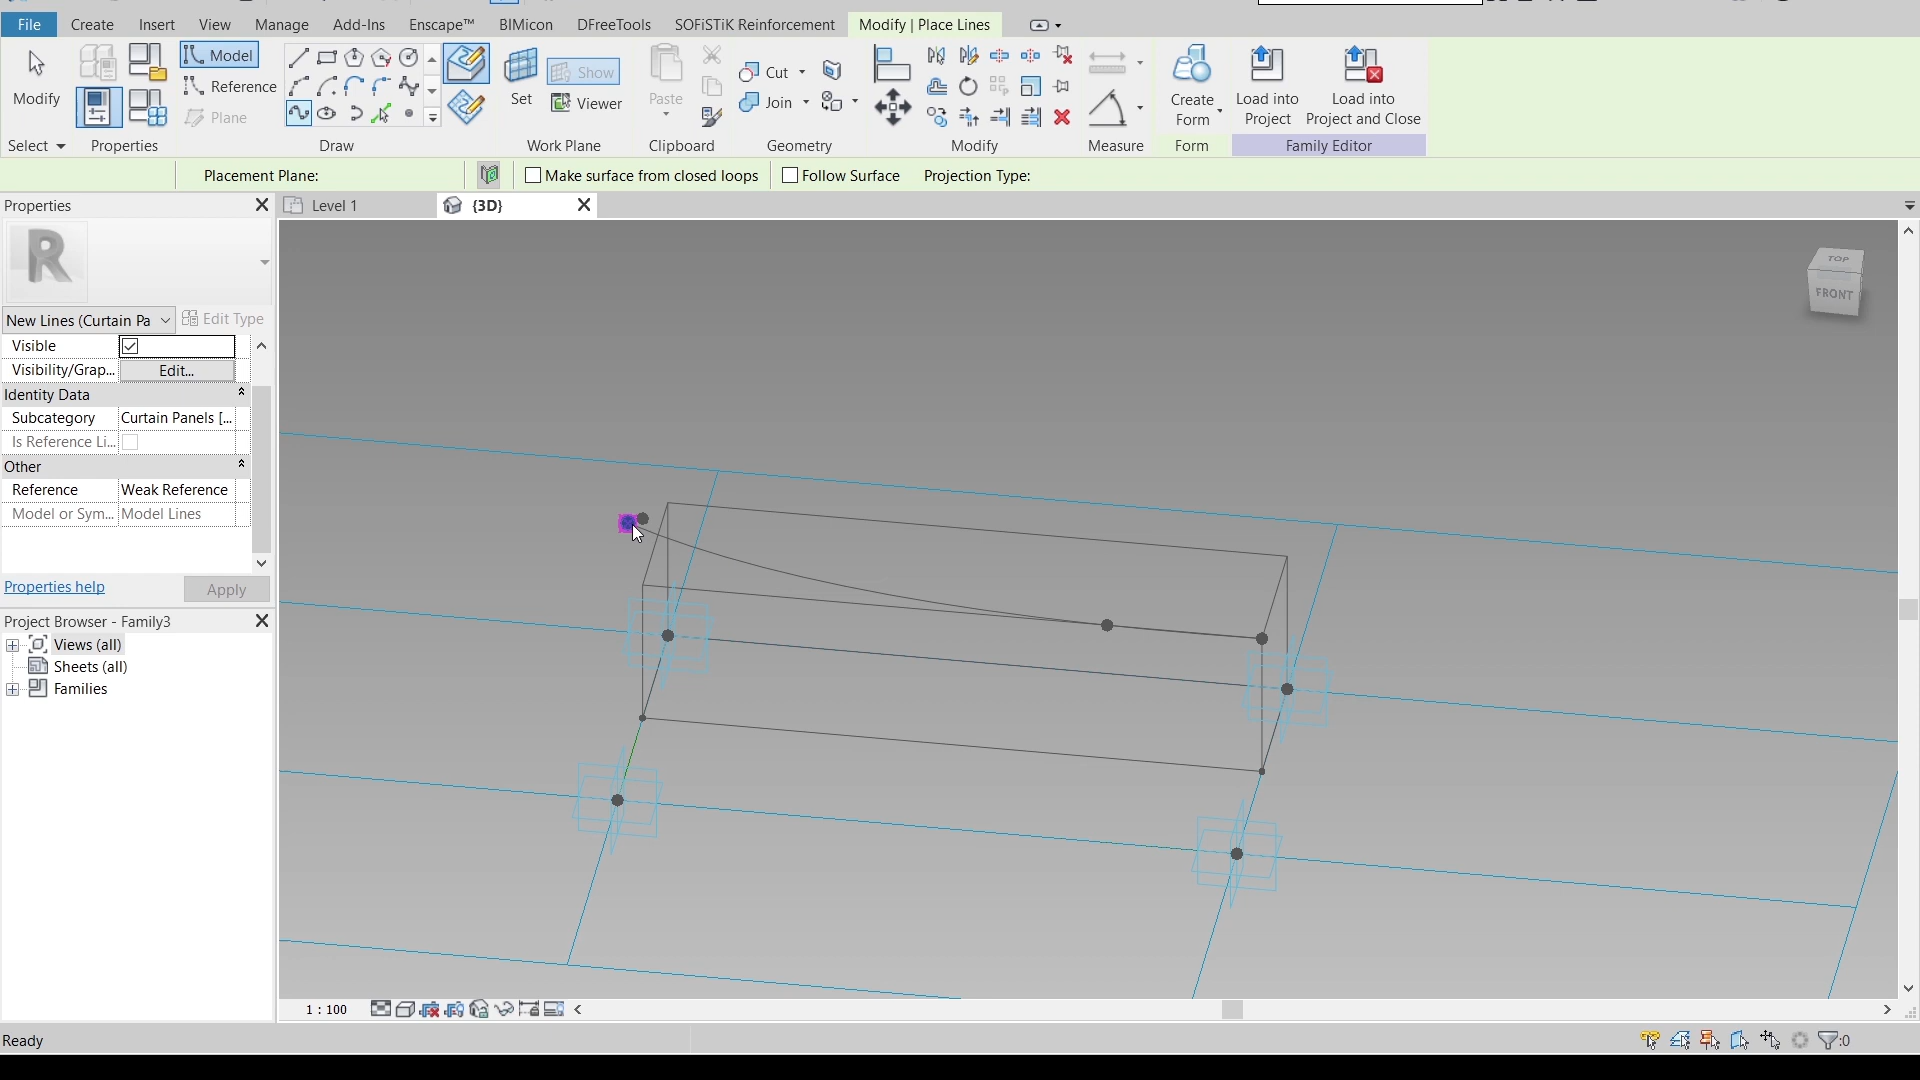 File Create Insert View Manage Add-Ins Enscape™ BIMicon DFreeTools SOFiSTiK Reinforcement Modify | Place Lines
Modify
Model
Reference
Plane
Set
Show
Viewer
Paste
Cut
Join
Create
Form
Load into
Project
Load into
Project and Close
Select Properties Draw Work Plane Clipboard Geometry Modify Measure Form Family Editor
Placement Plane: Make surface from closed loops Follow Surface Projection Type:
Properties
Level 1 {3D}
R
TOP
FRONT
New Lines (Curtain Pa Edit Type
Visible
Visibility/Grap... Edit...
Identity Data
Subcategory Curtain Panels [...
Is Reference Li...
Other
Reference Weak Reference
Model or Sym... Model Lines
Properties help Apply
Project Browser - Family3
Views (all)
Sheets (all)
Families
1 : 100
Ready
:0